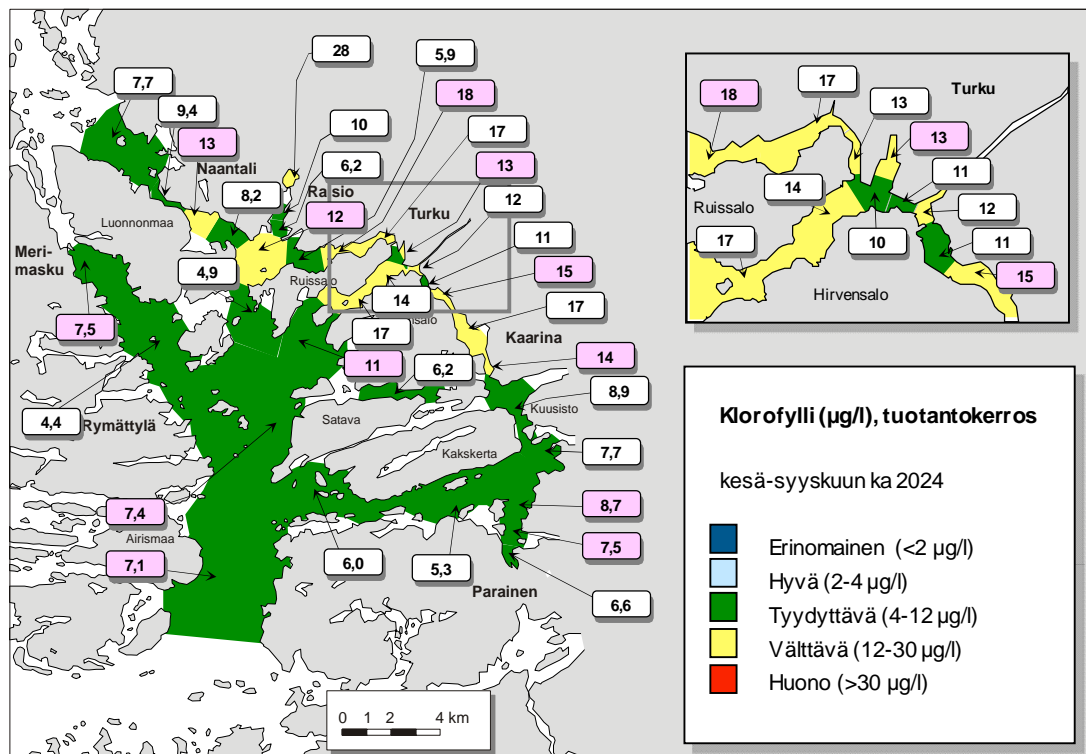 28
5,9
7,7
18
9,4
10
17
13
6,2
13
Naantali
8,2
Raisio
12
Turku
12
Luonnonmaa
11
Meri-
masku
4,9
Ruissalo
15
14
salo
17
7,5
17
Kaarina
11
6,2
14
4,4
Rymättylä
Satava
Kuusisto
8,9
Kakskerta
7,7
7,4
8,7
Airismaa
7,5
7,1
6,0
5,3
Parainen
6,6
0 1 2 4 km
17
Turku
18
13
13
11
14
Ruissalo
12
17
10
11
Hirvensalo
15
Klorofylli (µg/l), tuotantokerros
kesä-syyskuun ka 2024
Erinomainen (<2 µg/l)
Hyvä (2-4 µg/l)
Tyydyttävä (4-12 µg/l)
Välttävä (12-30 µg/l)
Huono (>30 µg/l)